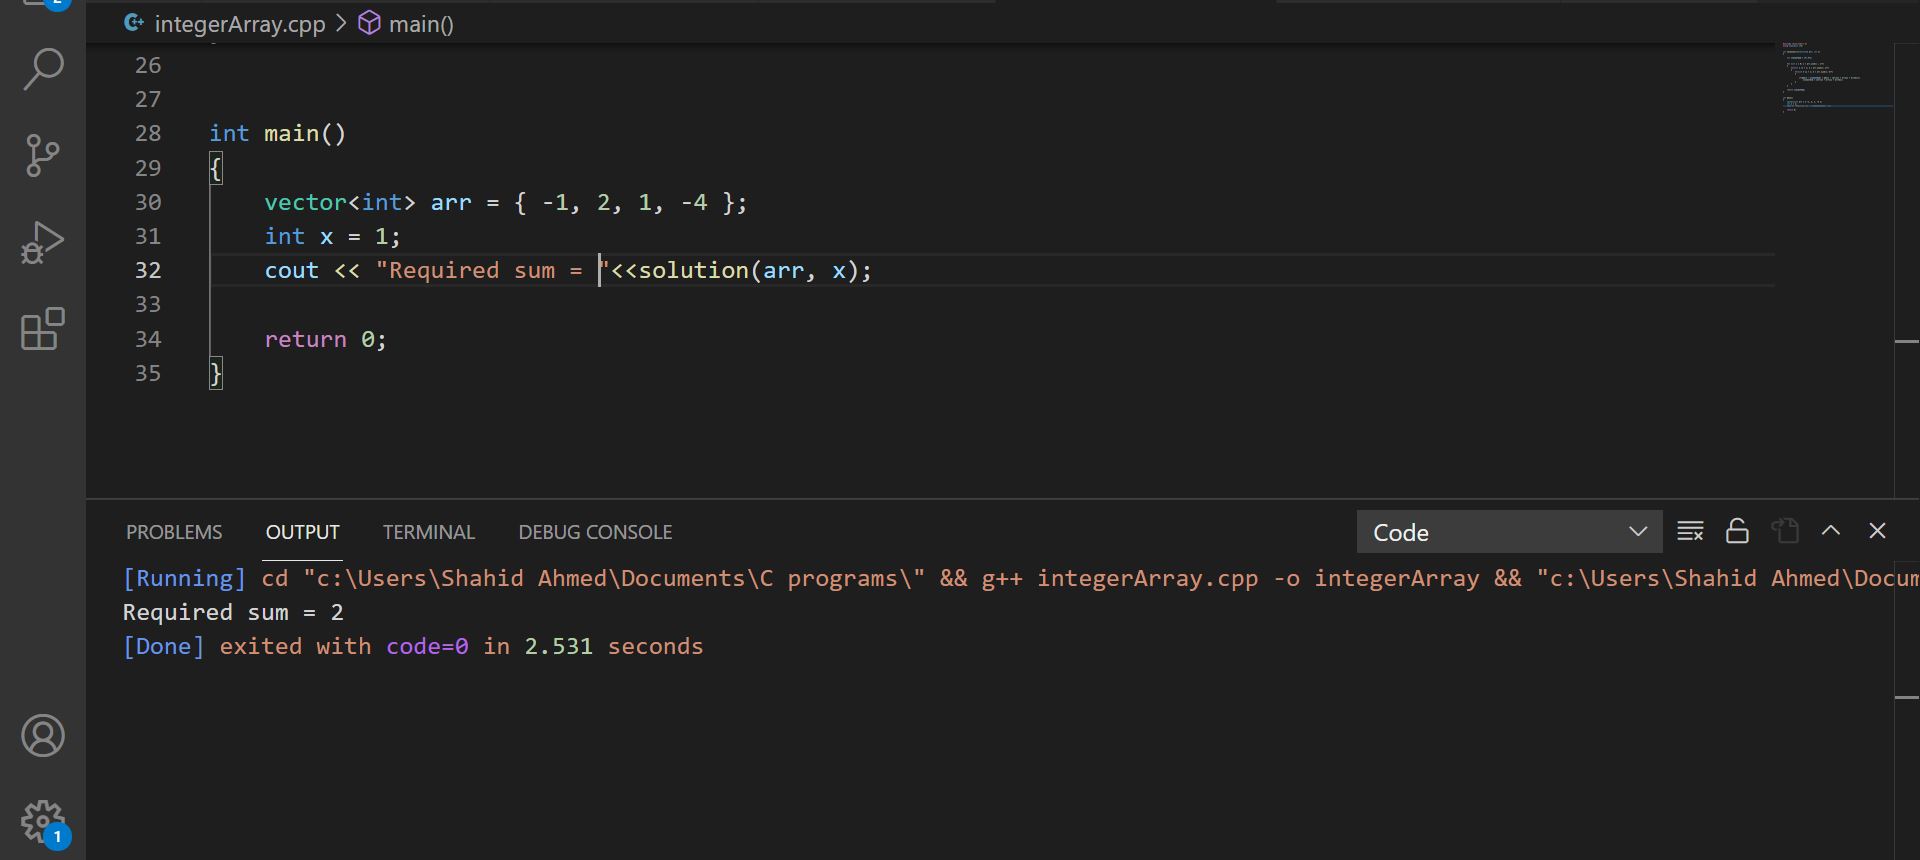 2
integerArray.cpp > main()
26
27
28 int main()
29 {
30 vector<int> arr = { -1, 2, 1, -4 };
31 int x = 1;
32 cout << "Required sum = "<<solution(arr, x);
33
34 return 0;
35 }
PROBLEMS OUTPUT TERMINAL DEBUG CONSOLE Code
[Running] cd "c:\Users\Shahid Ahmed\Documents\C programs\" && g++ integerArray.cpp -o integerArray && "c:\Users\Shahid Ahmed\Docum
Required sum = 2
[Done] exited with code=0 in 2.531 seconds
1